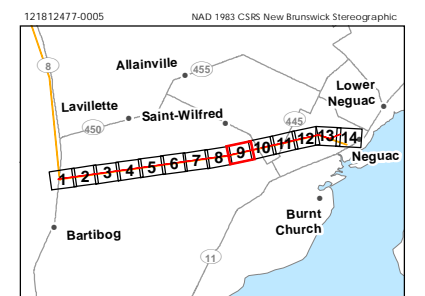 121812477-0005 NAD 1983 CSRS New Brunswick Stereographic
8
Allainville
455
Lower
Neguac
Lavillette
450
Saint-Wilfred
445
1 2 3 4 5 6 7 8 9 10 11 12 13 14
Neguac
Burnt
Church
Bartibog
11